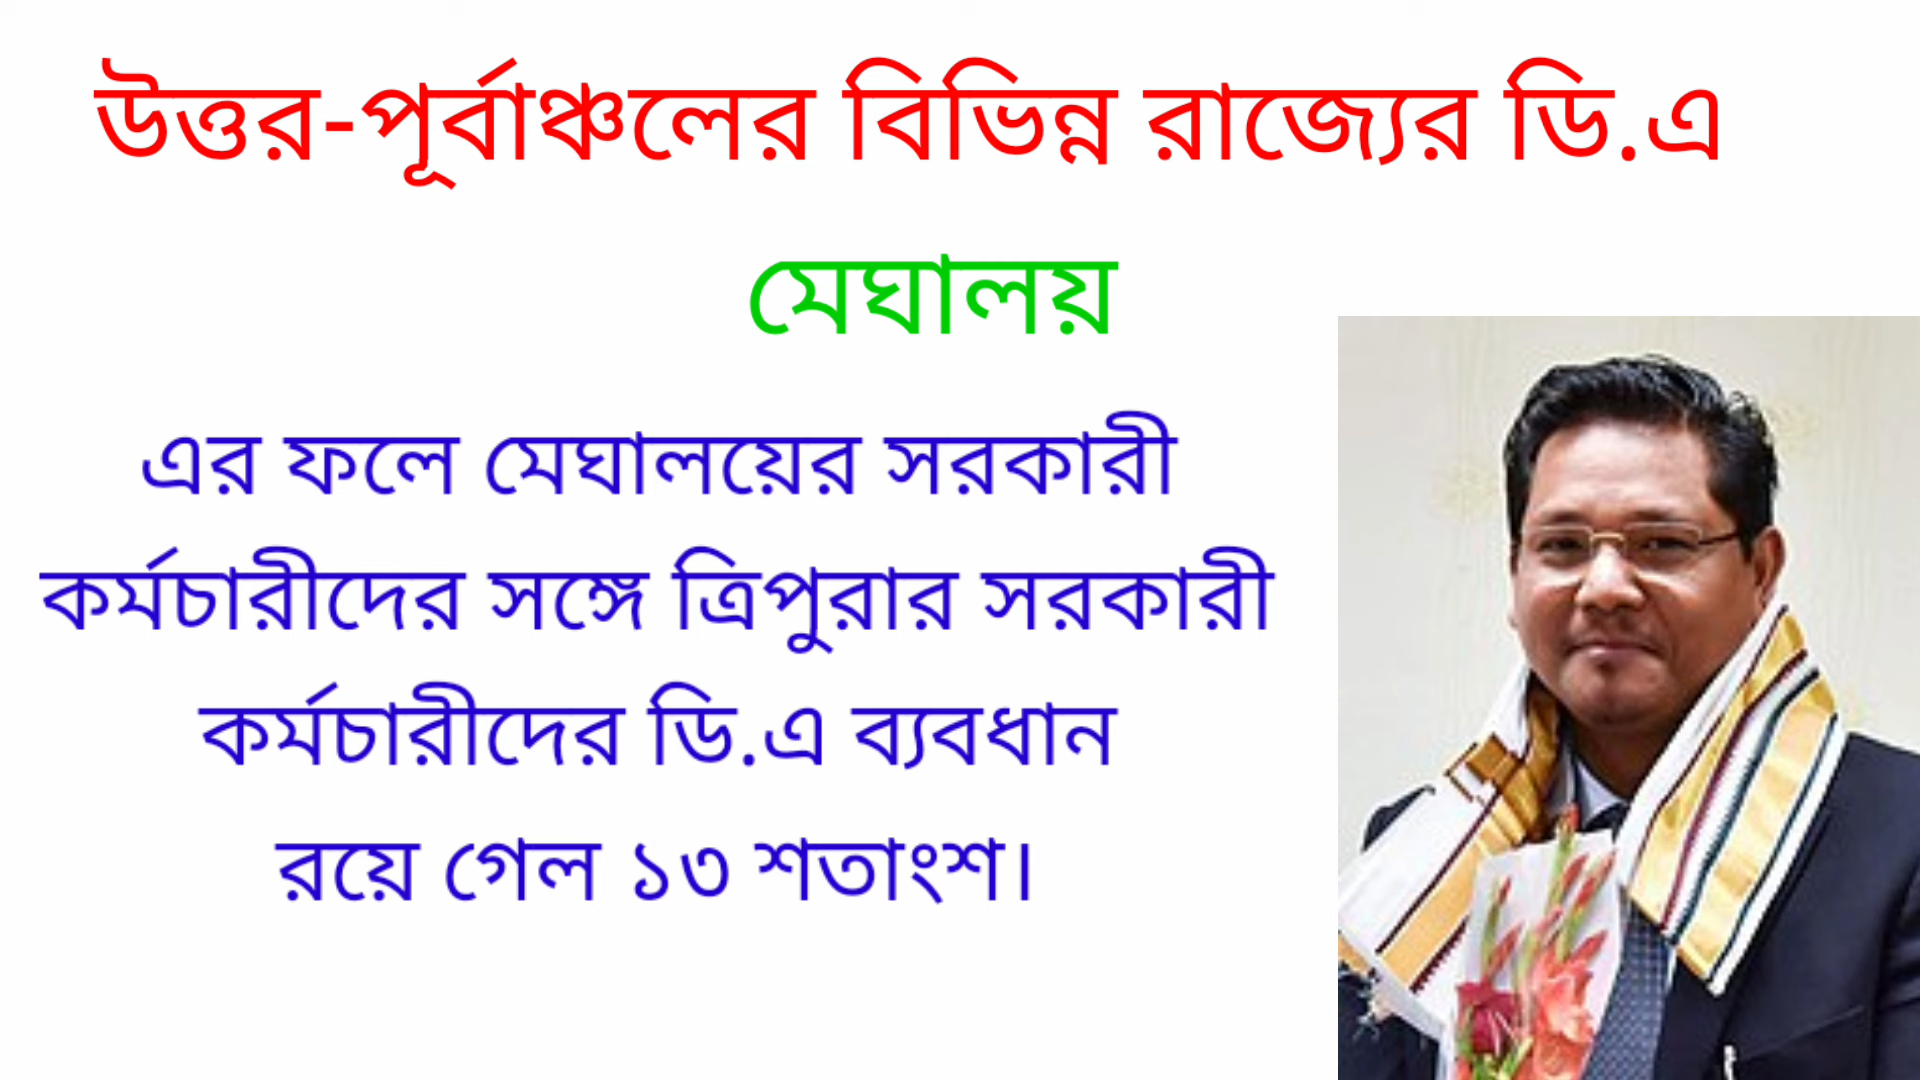 উত্তর-পূর্বাঞ্চলের বিভিন্ন রাজ্যের ডি.এ
মেঘালয়
এর ফলে মেঘালয়ের সরকারী
কর্মচারীদের সঙ্গে ত্রিপুরার সরকারী
কর্মচারীদের ডি.এ ব্যবধান
রয়ে গেল ১৩ শতাংশ।